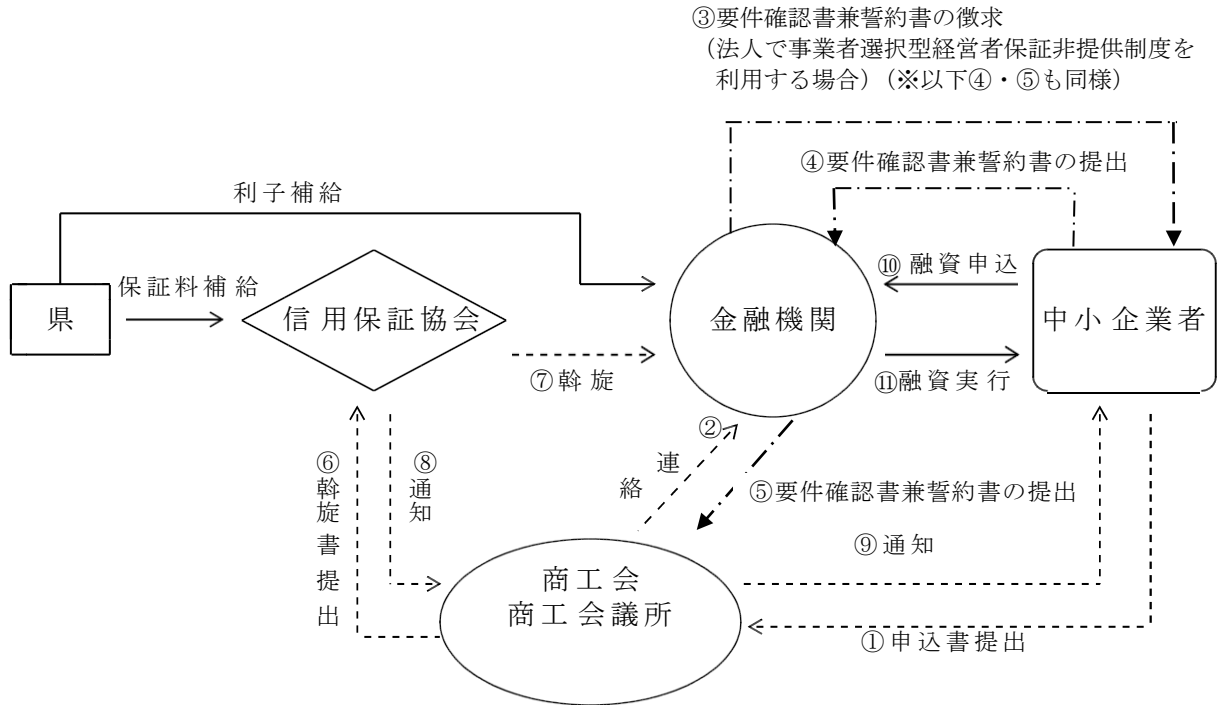 ③要件確認書兼誓約書の徴求
（法人で事業者選択型経営者保証非提供制度を
利用する場合）（※以下④・⑤も同様）
④要件確認書兼誓約書の提出
利子補給
県
保証料補給
信用保証協会
金融機関
⑩融資申込
中小企業者
⑦斡旋
⑪融資実行
②連絡
⑥斡旋書提出
⑧通知
⑤要件確認書兼誓約書の提出
⑨通知
商工会
商工会議所
①申込書提出